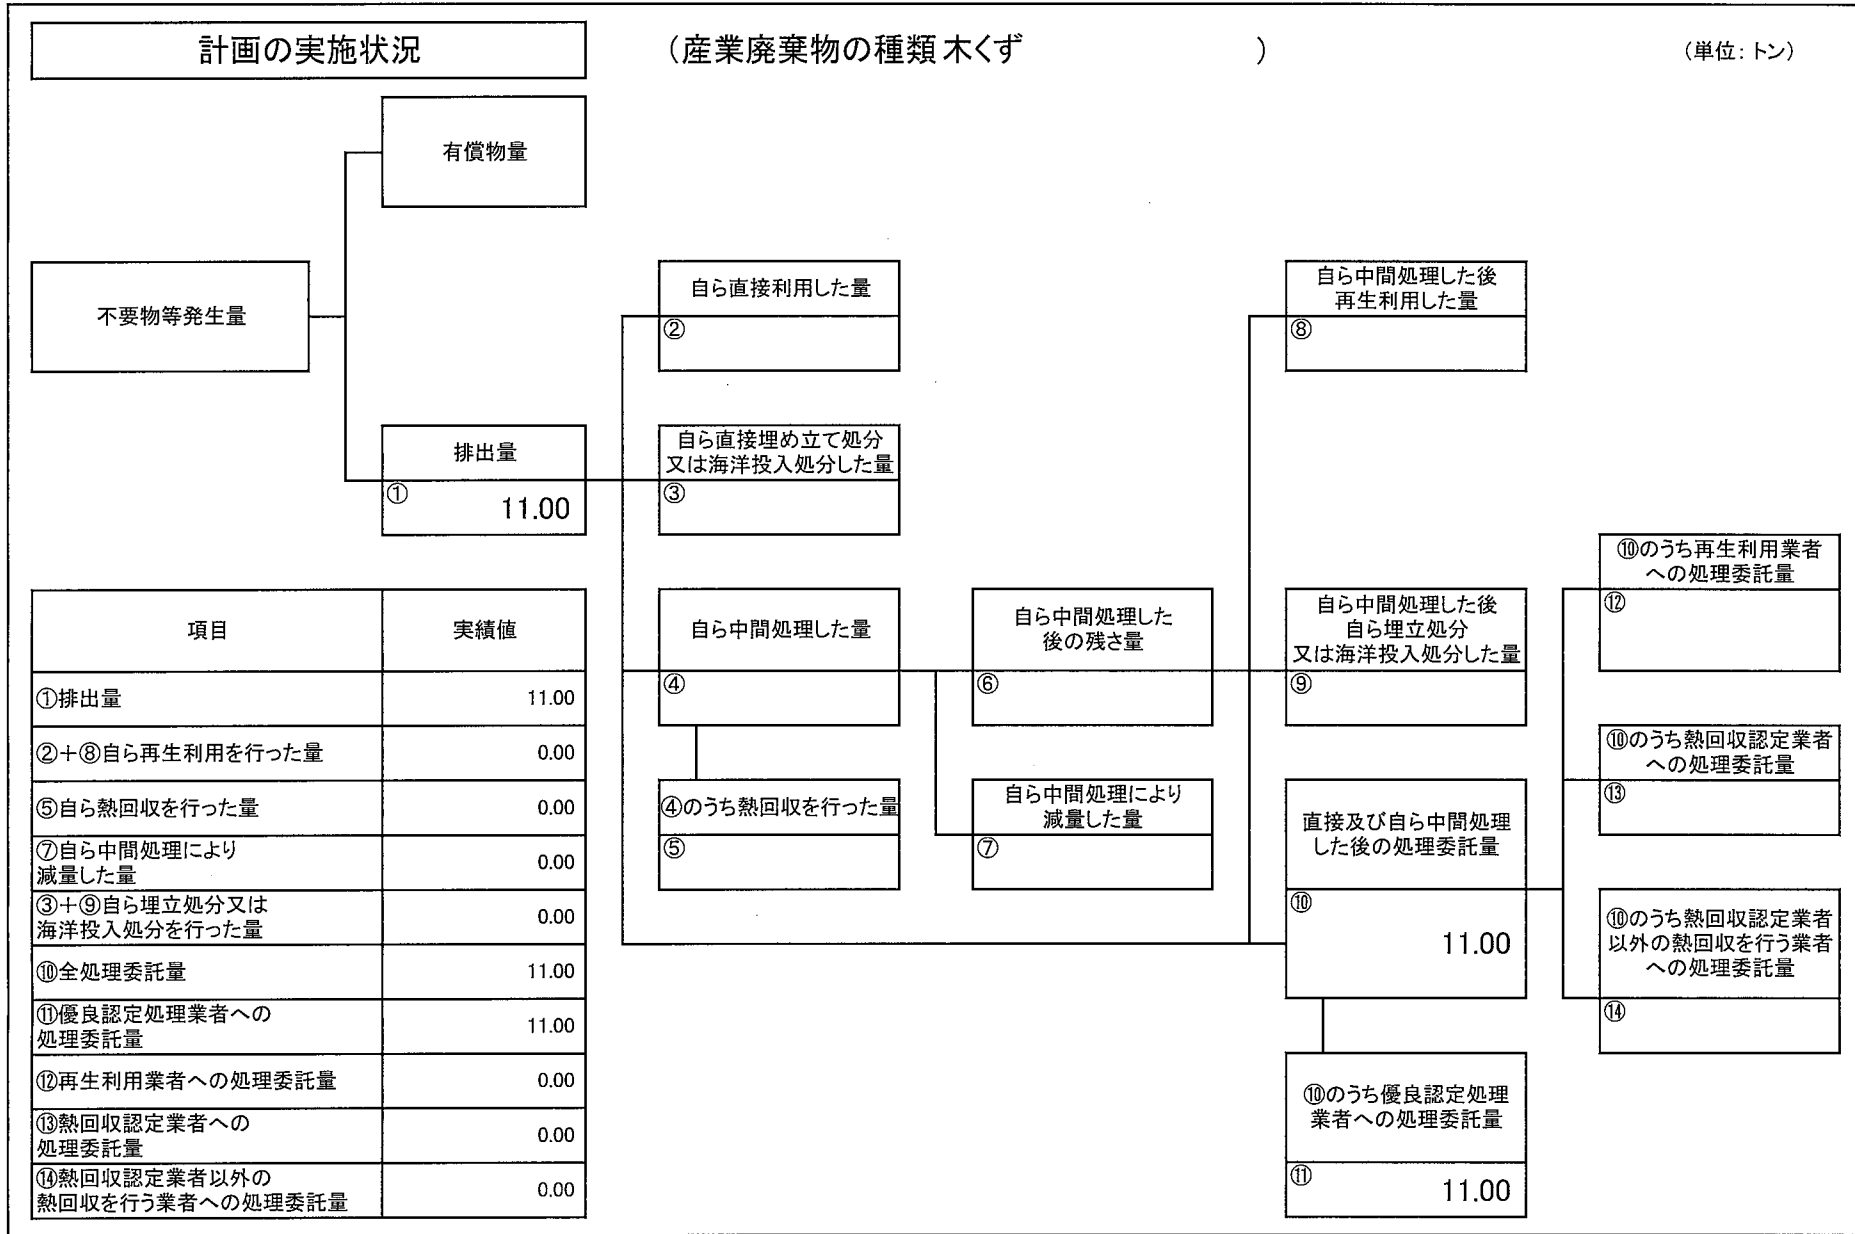 計画の実施状況
（産業廃棄物の種類 木くず　　　　　　　　）
（単位：トン）
有償物量
不要物等発生量
自ら直接利用した量
②
自ら中間処理した後
再生利用した量
⑧
排出量
①
11.00
自ら直接埋め立て処分
又は海洋投入処分した量
③
⑩のうち再生利用業者
への処理委託量
⑫
自ら中間処理した量
④
自ら中間処理した
後の残さ量
⑥
自ら中間処理した後
自ら埋立処分
又は海洋投入処分した量
⑨
⑩のうち熱回収認定業者
への処理委託量
⑬
④のうち熱回収を行った量
⑤
自ら中間処理により
減量した量
⑦
直接及び自ら中間処理
した後の処理委託量
⑩
11.00
⑩のうち熱回収認定業者
以外の熱回収を行う業者
への処理委託量
⑭
⑩のうち優良認定処理
業者への処理委託量
⑪
11.00
項目 実績値
①排出量 11.00
②＋⑧自ら再生利用を行った量 0.00
⑤自ら熱回収を行った量 0.00
⑦自ら中間処理により
減量した量 0.00
③＋⑨自ら埋立処分又は
海洋投入処分を行った量 0.00
⑩全処理委託量 11.00
⑪優良認定処理業者への
処理委託量 11.00
⑫再生利用業者への処理委託量 0.00
⑬熱回収認定業者への
処理委託量 0.00
⑭熱回収認定業者以外の
熱回収を行う業者への処理委託量 0.00